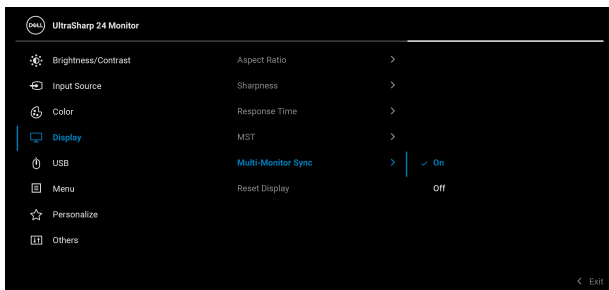 DELL UltraSharp 24 Monitor
Brightness/Contrast Aspect Ratio
Input Source Sharpness
Color Response Time
Display MST
USB Multi-Monitor Sync On
Menu Reset Display Off
Personalize
Others
Exit